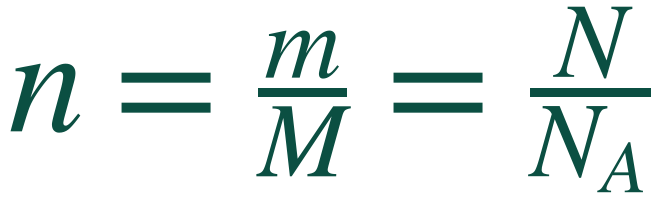 n = m/M = N/N_A